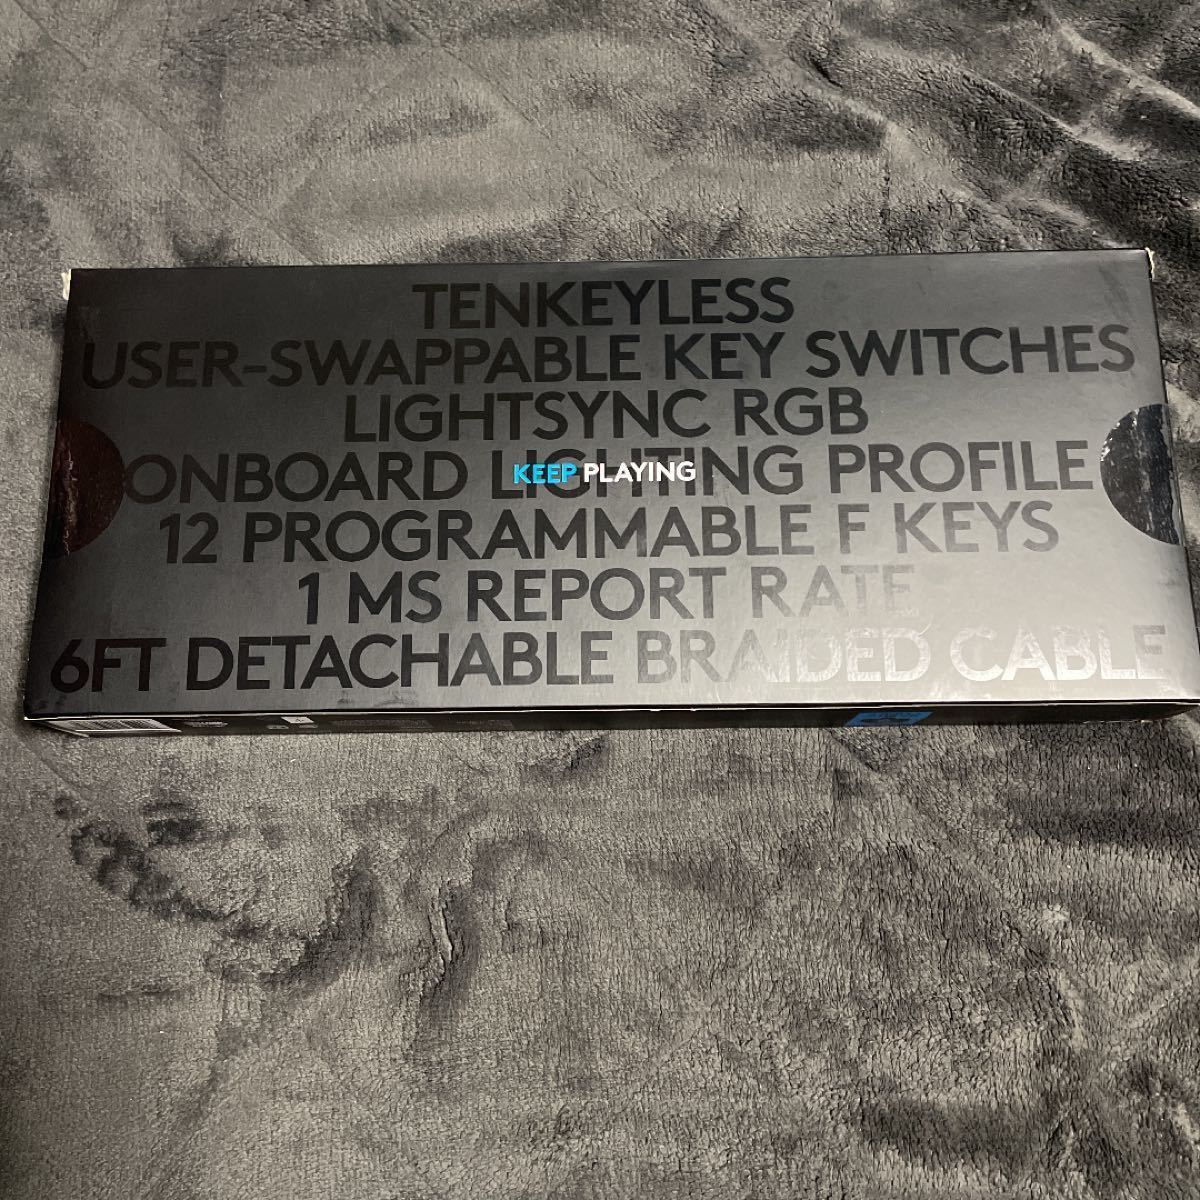 TENKEYLESS
USER-SWAPPABLE KEY SWITCHES
LIGHTSYNC RGB
ONBOARD LIGHTING PROFILE
KEEP PLAYING
12 PROGRAMMABLE F KEYS
1 MS REPORT RATE
6FT DETACHABLE BRAIDED CABLE